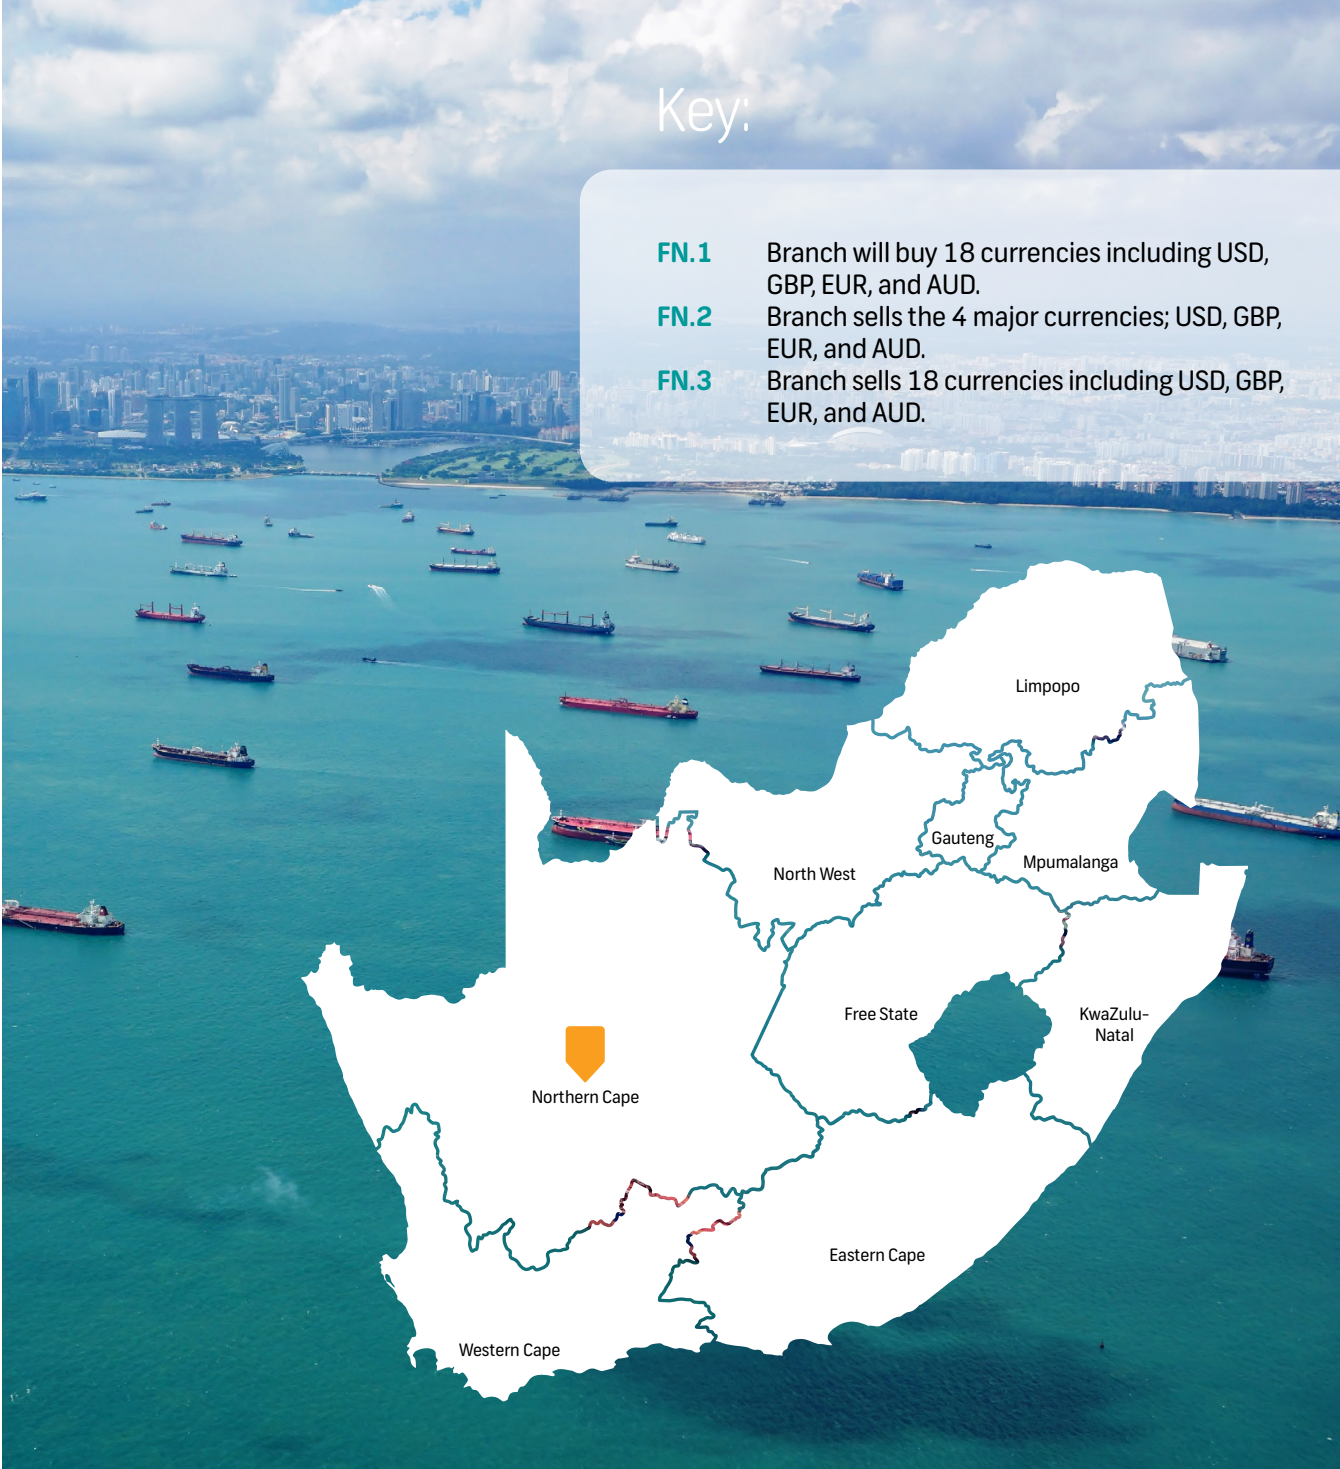 Key:
FN.1 Branch will buy 18 currencies including USD,
GBP, EUR, and AUD.
FN.2 Branch sells the 4 major currencies; USD, GBP,
EUR, and AUD.
FN.3 Branch sells 18 currencies including USD, GBP,
EUR, and AUD.
Limpopo
Gauteng
Mpumalanga
North West
Free State
KwaZulu-
Natal
Northern Cape
Eastern Cape
Western Cape